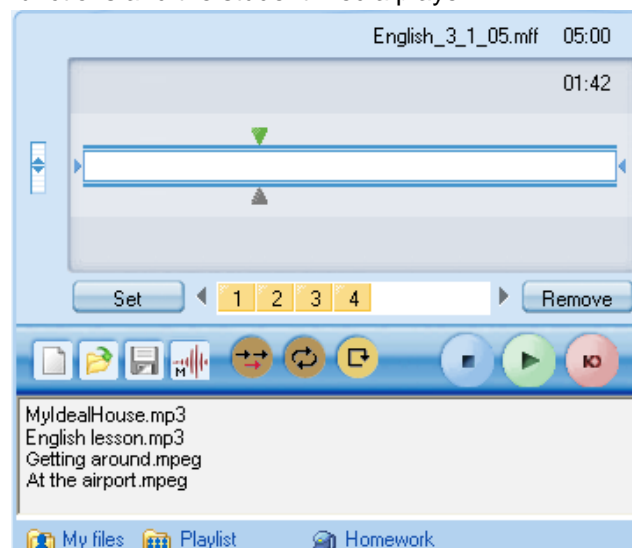 English_3_1_05.mff 05:00
01:42
Set 1 2 3 4 Remove
M
MyIdealHouse.mp3
English lesson.mp3
Getting around.mpeg
At the airport.mpeg
My files Playlist Homework